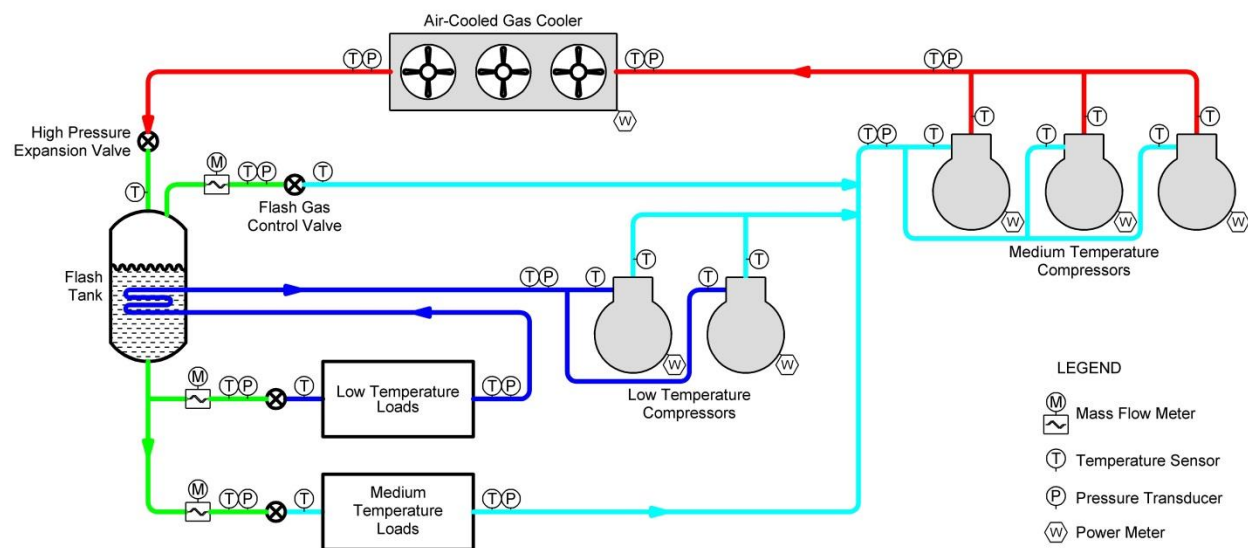 Air-Cooled Gas Cooler
T P
T P
T P
W
High Pressure
Expansion Valve
T
T
T
T P
T
T
T
M
T P
T
T
Flash Gas
Control Valve
W
W
W
Medium Temperature
Compressors
Flash
Tank
T
T
T P
T
T
W
W
Low Temperature
Compressors
M
T P
T
Low Temperature
Loads
T P
M
T P
T
Medium
Temperature
Loads
T P
LEGEND
M
Mass Flow Meter
T
Temperature Sensor
P
Pressure Transducer
W
Power Meter